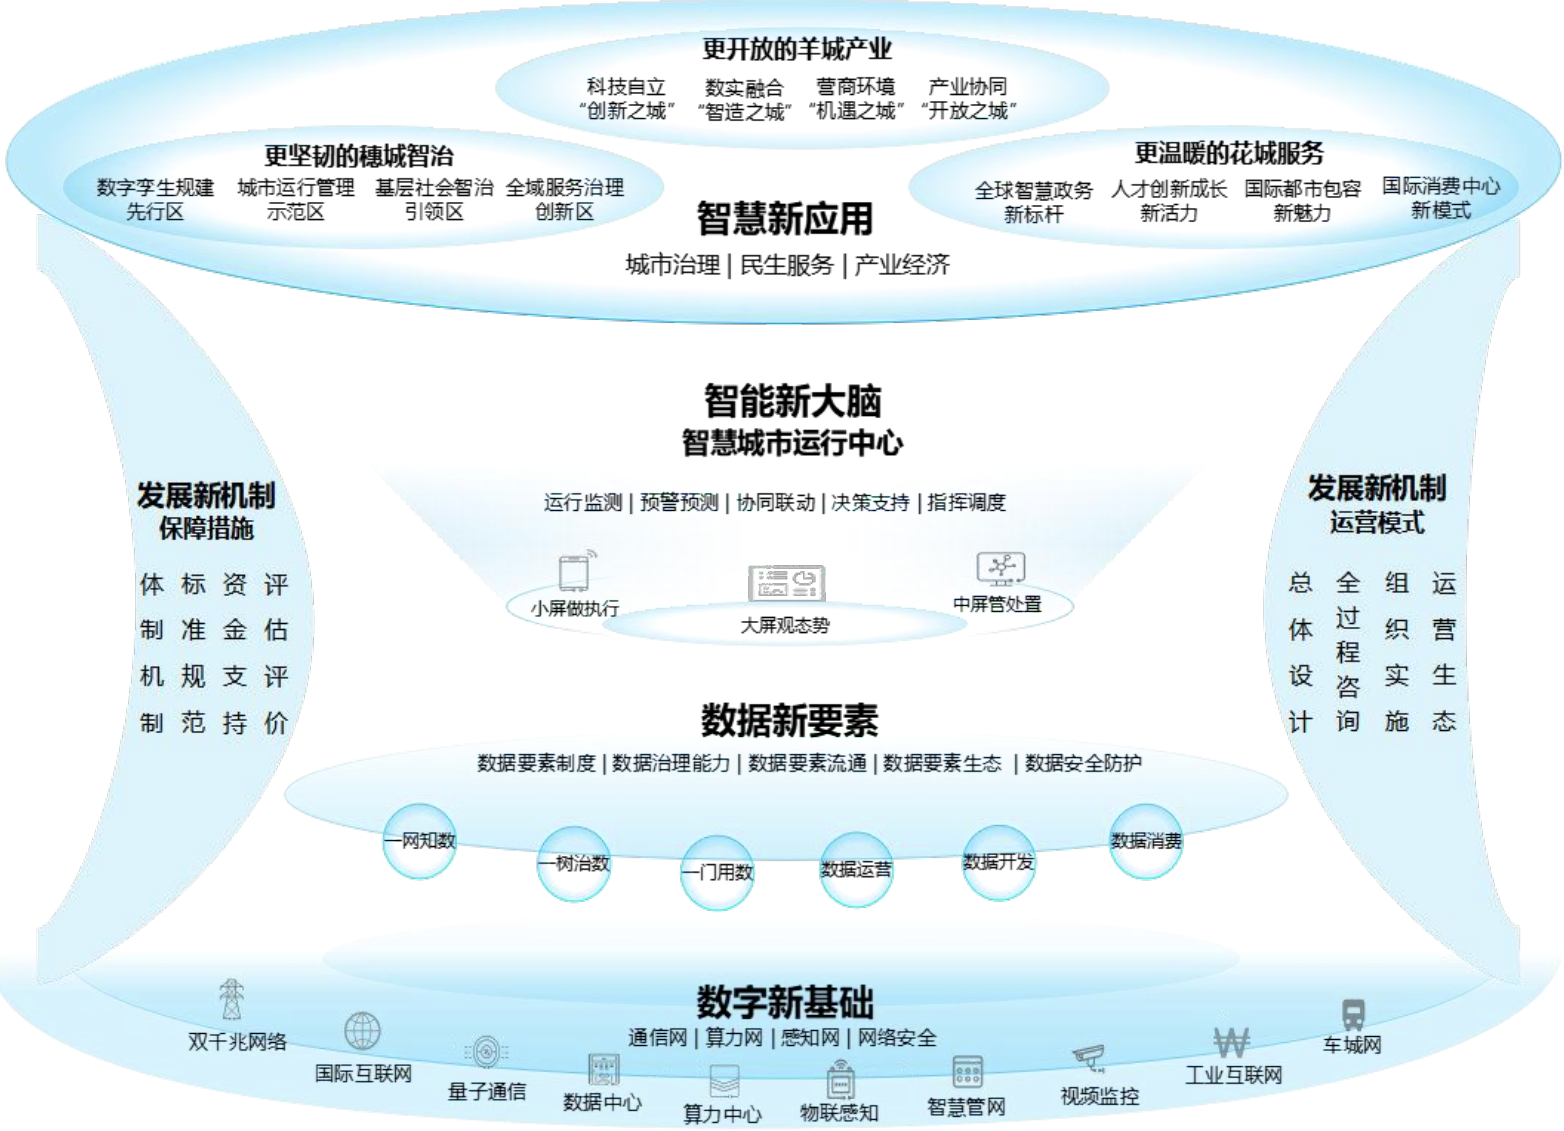 更开放的羊城产业
科技自立
“创新之城”
数实融合
“智造之城”
营商环境
“机遇之城”
产业协同
“开放之城”
更坚韧的穗城智治
数字孪生规建
先行区
城市运行管理
示范区
基层社会智治
引领区
全域服务治理
创新区
更温暖的花城服务
全球智慧政务
新标杆
人才创新成长
新活力
国际都市包容
新魅力
国际消费中心
新模式
智慧新应用
城市治理 | 民生服务 | 产业经济
智能新大脑
智慧城市运行中心
运行监测 | 预警预测 | 协同联动 | 决策支持 | 指挥调度
小屏做执行
大屏观态势
中屏管处置
发展新机制
保障措施
体制机制
标准规范
资金支持
评估评价
发展新机制
运营模式
总体设计
全过程咨询
组织实施
运营生态
数据新要素
数据要素制度 | 数据治理能力 | 数据要素流通 | 数据要素生态 | 数据安全防护
一网知数
一树治数
一门用数
数据运营
数据开发
数据消费
数字新基础
通信网 | 算力网 | 感知网 | 网络安全
双千兆网络
国际互联网
量子通信
数据中心
算力中心
物联感知
智慧管网
视频监控
工业互联网
车城网